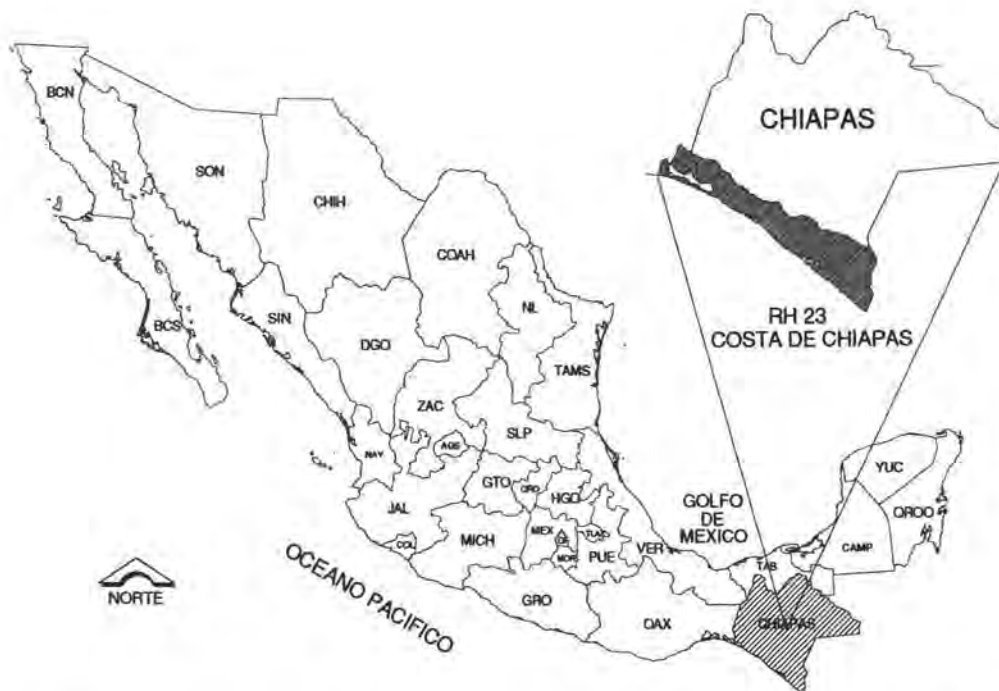 BCN
SON
CHIH
COAH
NL
SIN
BCS
DGO
TAMS
ZAC
SLP
NAY
AGS
GTO
QRO
HGO
JAL
COL
MICH
MEX
DF
TLAX
MOR
PUE
VER
GRO
OAX
TAB
CAMP
YUC
QROO
CHIAPAS
CHIAPAS
RH 23
COSTA DE CHIAPAS
GOLFO
DE
MEXICO
OCEANO PACIFICO
NORTE